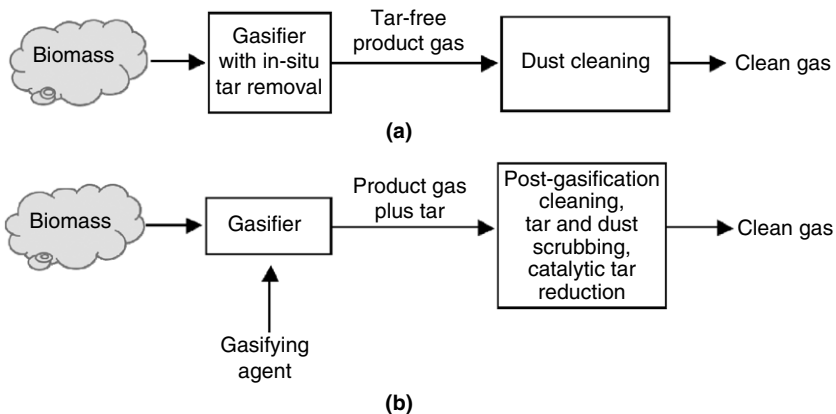 Biomass
Gasifier
with in-situ
tar removal
Tar-free
product gas
Dust cleaning
Clean gas
(a)
Biomass
Gasifier
Product gas
plus tar
Post-gasification
cleaning,
tar and dust
scrubbing,
catalytic tar
reduction
Clean gas
Gasifying
agent
(b)